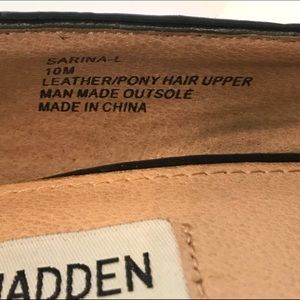 SARINA-L
10M
LEATHER/PONY HAIR UPPER
MAN MADE OUTSOLE
MADE IN CHINA
MADDEN